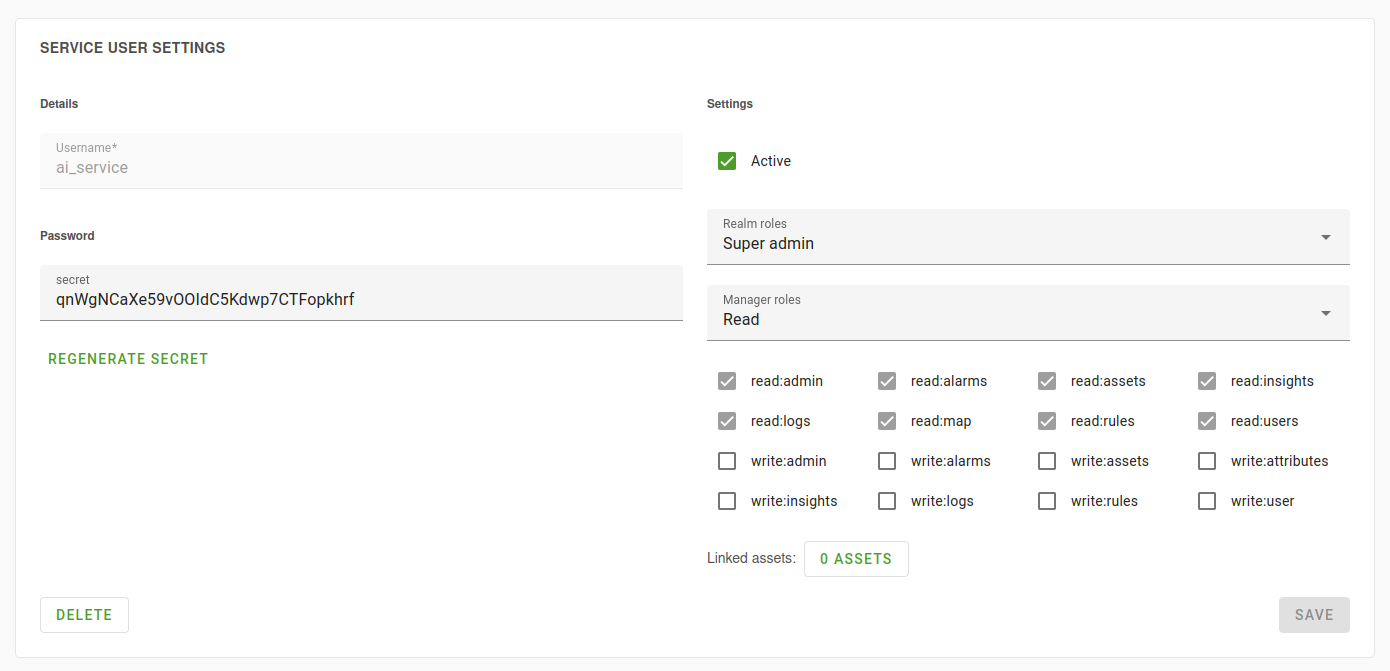 SERVICE USER SETTINGS
Details
Username*
ai_service
Password
secret
qnWgNCaXe59vOOIdC5Kdwp7CTFopkhrf
REGENERATE SECRET
Settings
Active
Realm roles
Super admin
Manager roles
Read
read:admin read:alarms read:assets read:insights
read:logs read:map read:rules read:users
write:admin write:alarms write:assets write:attributes
write:insights write:logs write:rules write:user
Linked assets: 0 ASSETS
DELETE
SAVE